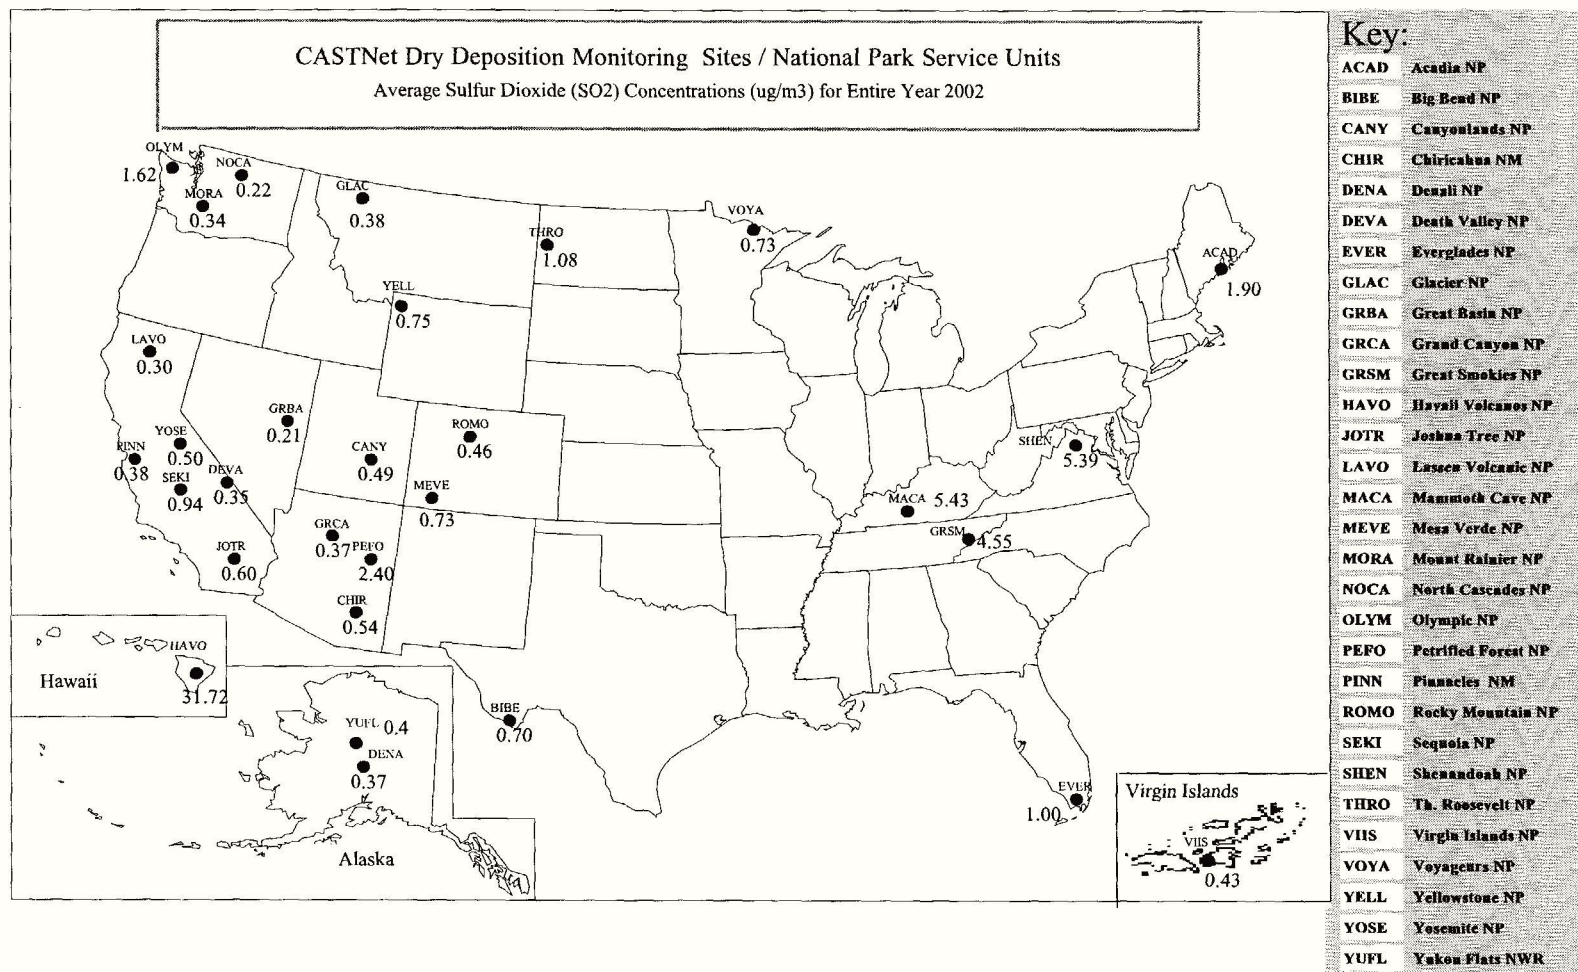 CASTNet Dry Deposition Monitoring Sites / National Park Service Units
Average Sulfur Dioxide (SO2) Concentrations (ug/m3) for Entire Year 2002
OLYM
1.62
NOCA
0.22
MORA
0.34
GLAC
0.38
THRO
1.08
VOYA
0.73
ACAD
1.90
YELL
0.75
LAVO
0.30
GRBA
0.21
YOSE
0.50
PINN
0.38
SEKI
0.94
DEVA
0.35
CANY
0.49
ROMO
0.46
MEVE
0.73
SHEN
5.39
MACA 5.43
GRSM 4.55
GRCA
0.37
PEFO
2.40
JOTR
0.60
CHIR
0.54
HAVO
Hawaii
31.72
YUFL 0.4
DENA
0.37
Alaska
BIBE
0.70
EVER
1.00
Virgin Islands
VIIS
0.43
Key:
ACAD Acadia NP
BIBE Big Bend NP
CANY Canyonlands NP
CHIR Chiricahua NM
DENA Denali NP
DEVA Death Valley NP
EVER Everglades NP
GLAC Glacier NP
GRBA Great Basin NP
GRCA Grand Canyon NP
GRSM Great Smokies NP
HAVO Havaii Volcanos NP
JOTR Joshua Tree NP
LAVO Lassen Volcanic NP
MACA Mammoth Cave NP
MEVE Mesa Verde NP
MORA Mount Rainier NP
NOCA North Cascades NP
OLYM Olympic NP
PEFO Petrified Forest NP
PINN Pinnacles NM
ROMO Rocky Mountain NP
SEKI Sequoia NP
SHEN Shenandoah NP
THRO Th. Roosevelt NP
VIIS Virgin Islands NP
VOYA Voyageurs NP
YELL Yellowstone NP
YOSE Yosemite NP
YUFL Yukon Flats NWR